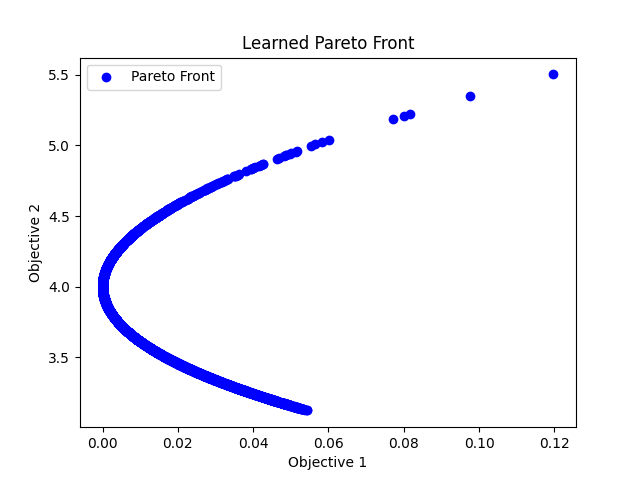 Learned Pareto Front
Pareto Front
5.5
5.0
4.5
4.0
3.5
Objective 2
0.00 0.02 0.04 0.06 0.08 0.10 0.12
Objective 1